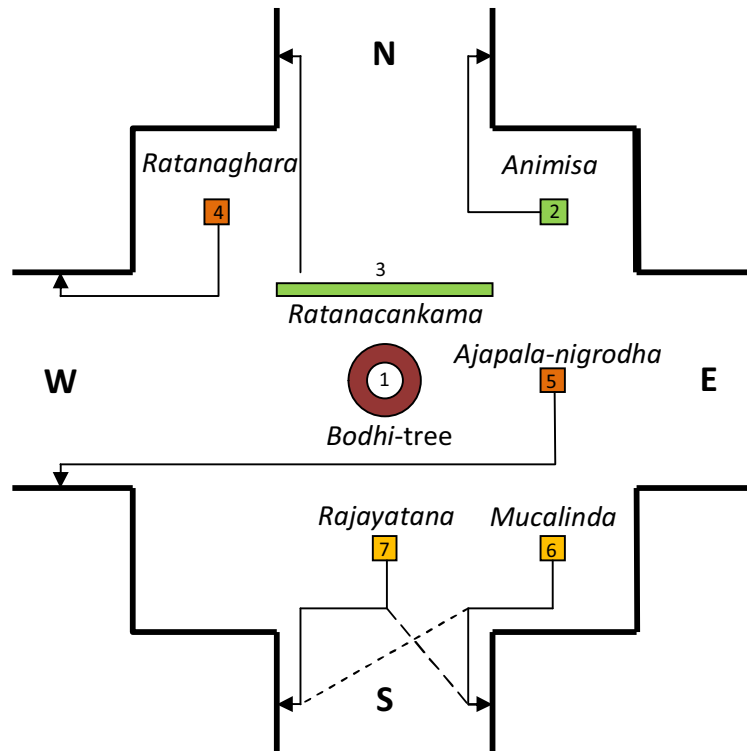 N
Ratanaghara
Animisa
4
2
3
Ratanacankama
Ajapala-nigrodha
W
1
5
E
Bodhi-tree
Rajayatana
Mucalinda
7
6
S